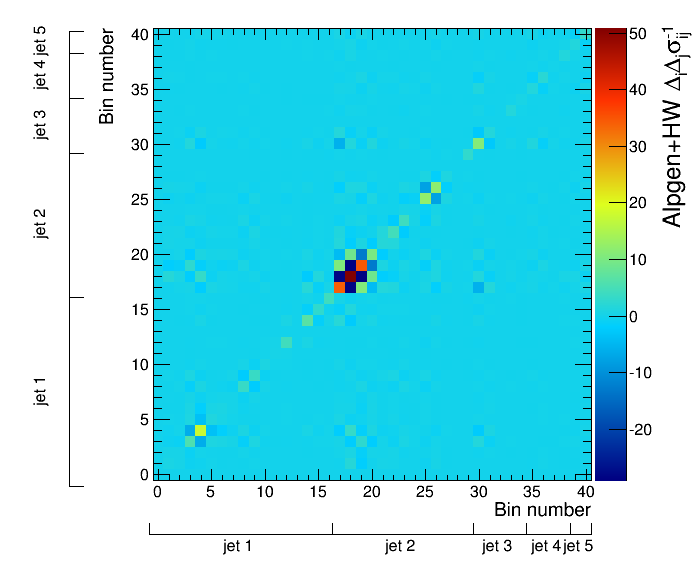 Bin number
40
35
30
25
20
15
10
5
0
jet 5
jet 4
jet 3
jet 2
jet 1
0 5 10 15 20 25 30 35 40
Bin number
jet 1 jet 2 jet 3 jet 4 jet 5
50
40
30
20
10
0
-10
-20
Alpgen+HW ΔᵢΔⱼσᵢⱼ⁻¹